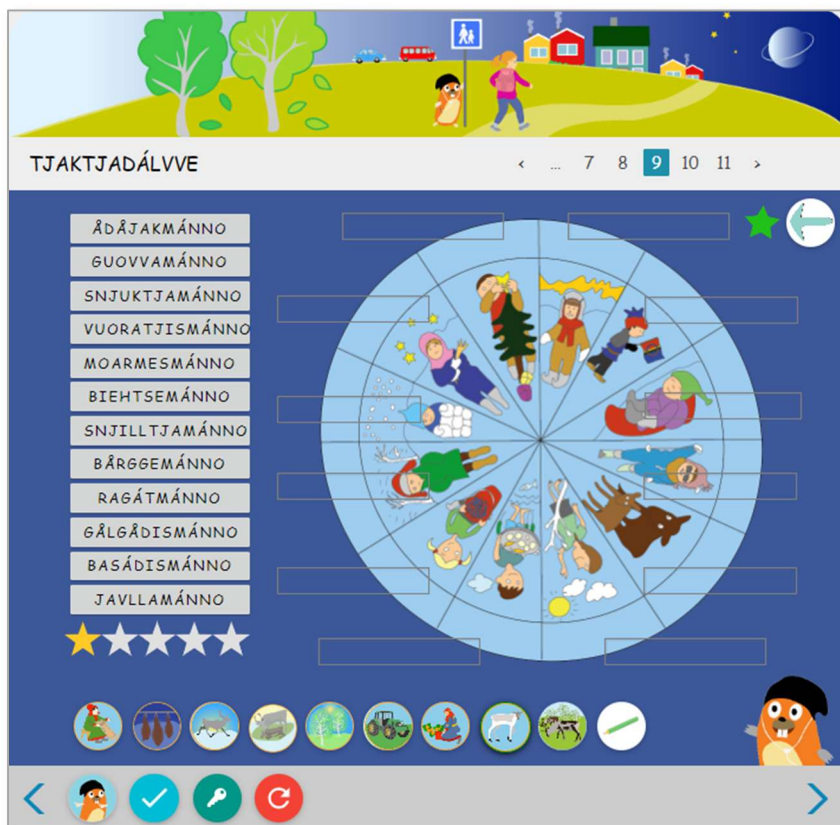 TJAKTJADÁLVVE
‹ ... 7 8 9 10 11 ›
ÅDÅJAKMÁNNO
GUOVVAMÁNNO
SNJUKTJAMÁNNO
VUORATJISMÁNNO
MOARMESMÁNNO
BIEHTSEMÁNNO
SNJILLTJAMÁNNO
BÅRGGEMÁNNO
RAGÁTMÁNNO
GÅLGÅDISMÁNNO
BASÁDISMÁNNO
JAVLLAMÁNNO